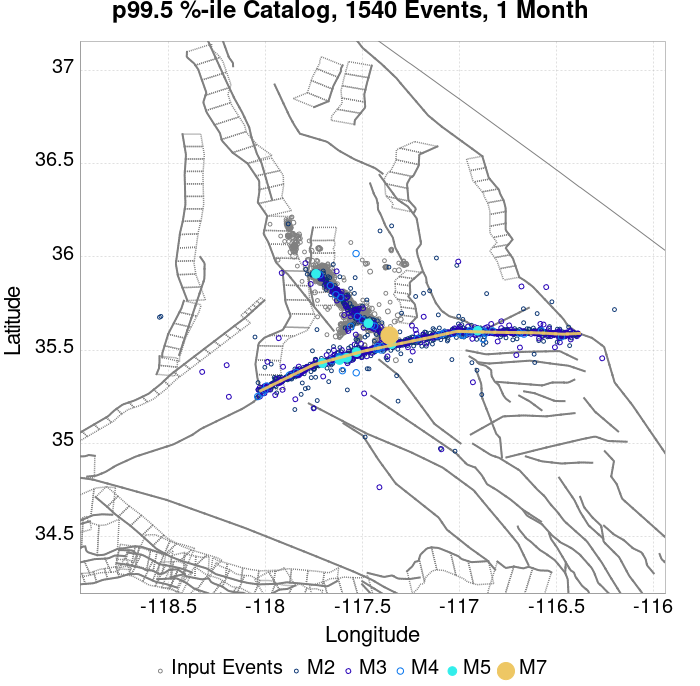 p99.5 %-ile Catalog, 1540 Events, 1 Month
37
36.5
36
35.5
35
34.5
Latitude
-118.5 -118 -117.5 -117 -116.5 -116
Longitude
Input Events M2 M3 M4 M5 M7